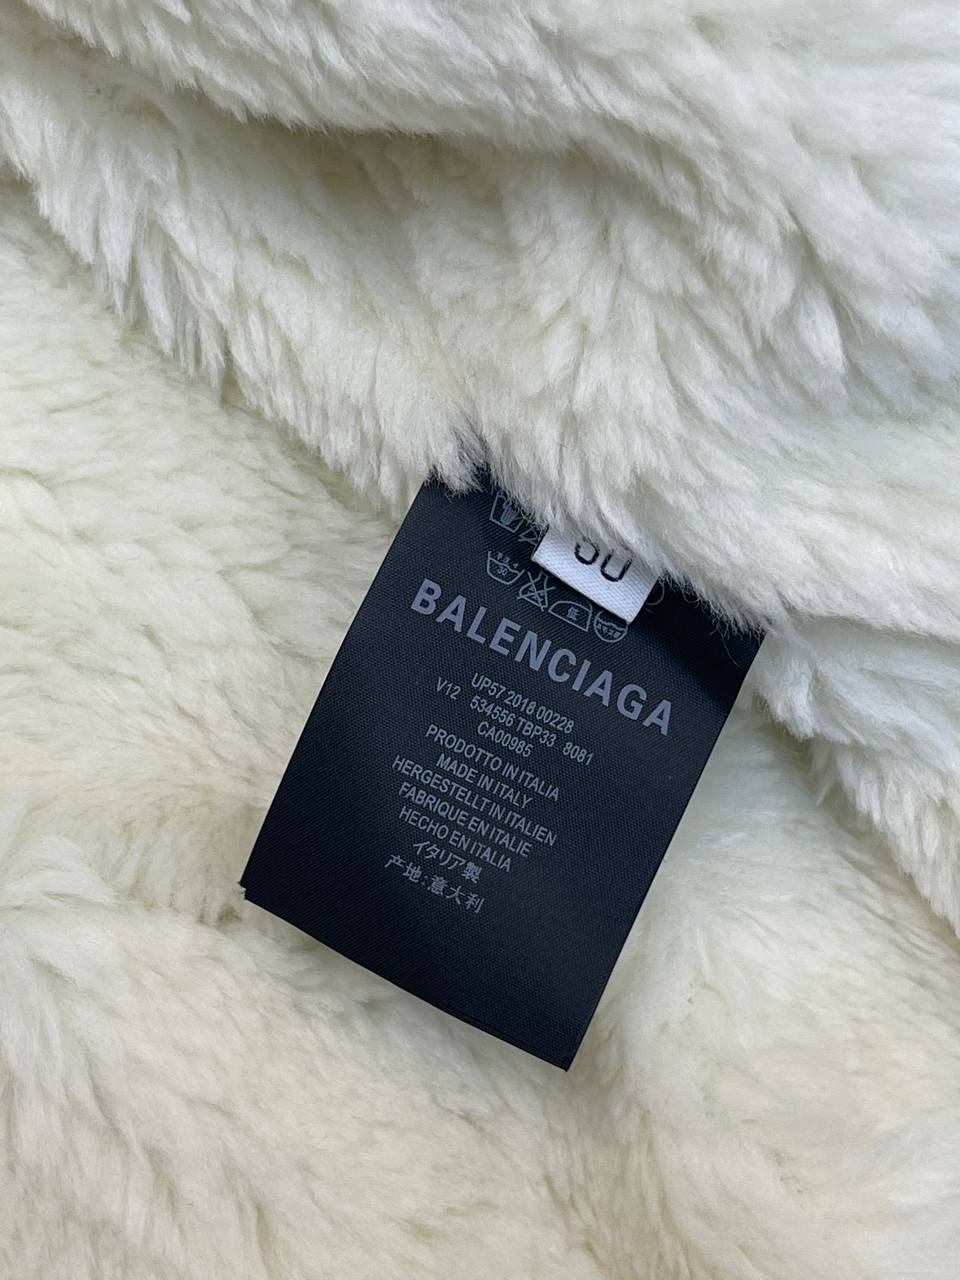 BALENCIAGA
UP57 2018 00228
V12 534556 TBP33 8081
CA00985
PRODOTTO IN ITALIA
MADE IN ITALY
HERGESTELLT IN ITALIEN
FABRIQUE EN ITALIE
HECHO EN ITALIA
イタリア製
产地:意大利